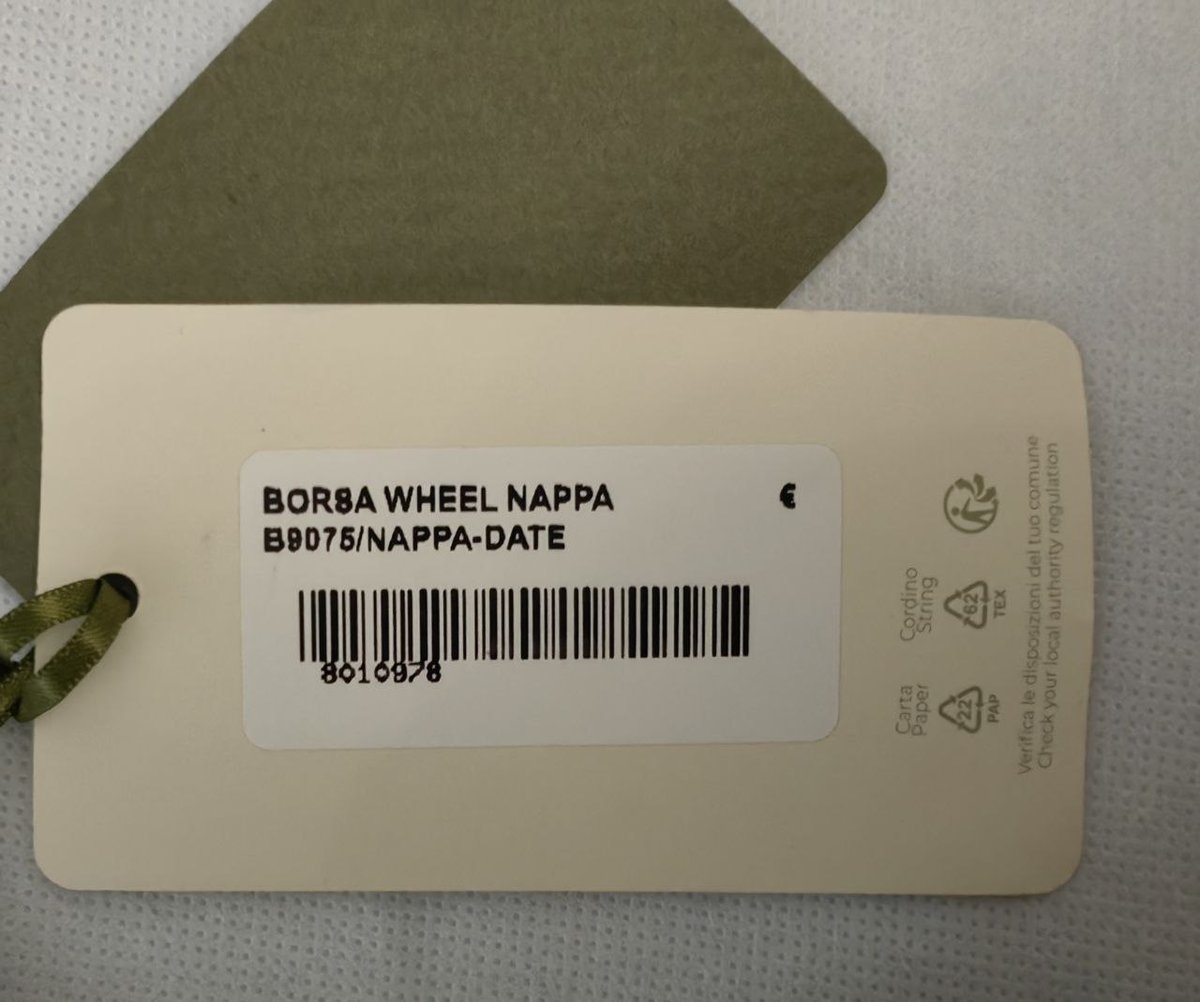 BORSA WHEEL NAPPA €
B9075/NAPPA-DATE
8010978
Carta
Paper
22
PAP
Cordino
String
62
TEX
Verifica le disposizioni del tuo comune
Check your local authority regulation